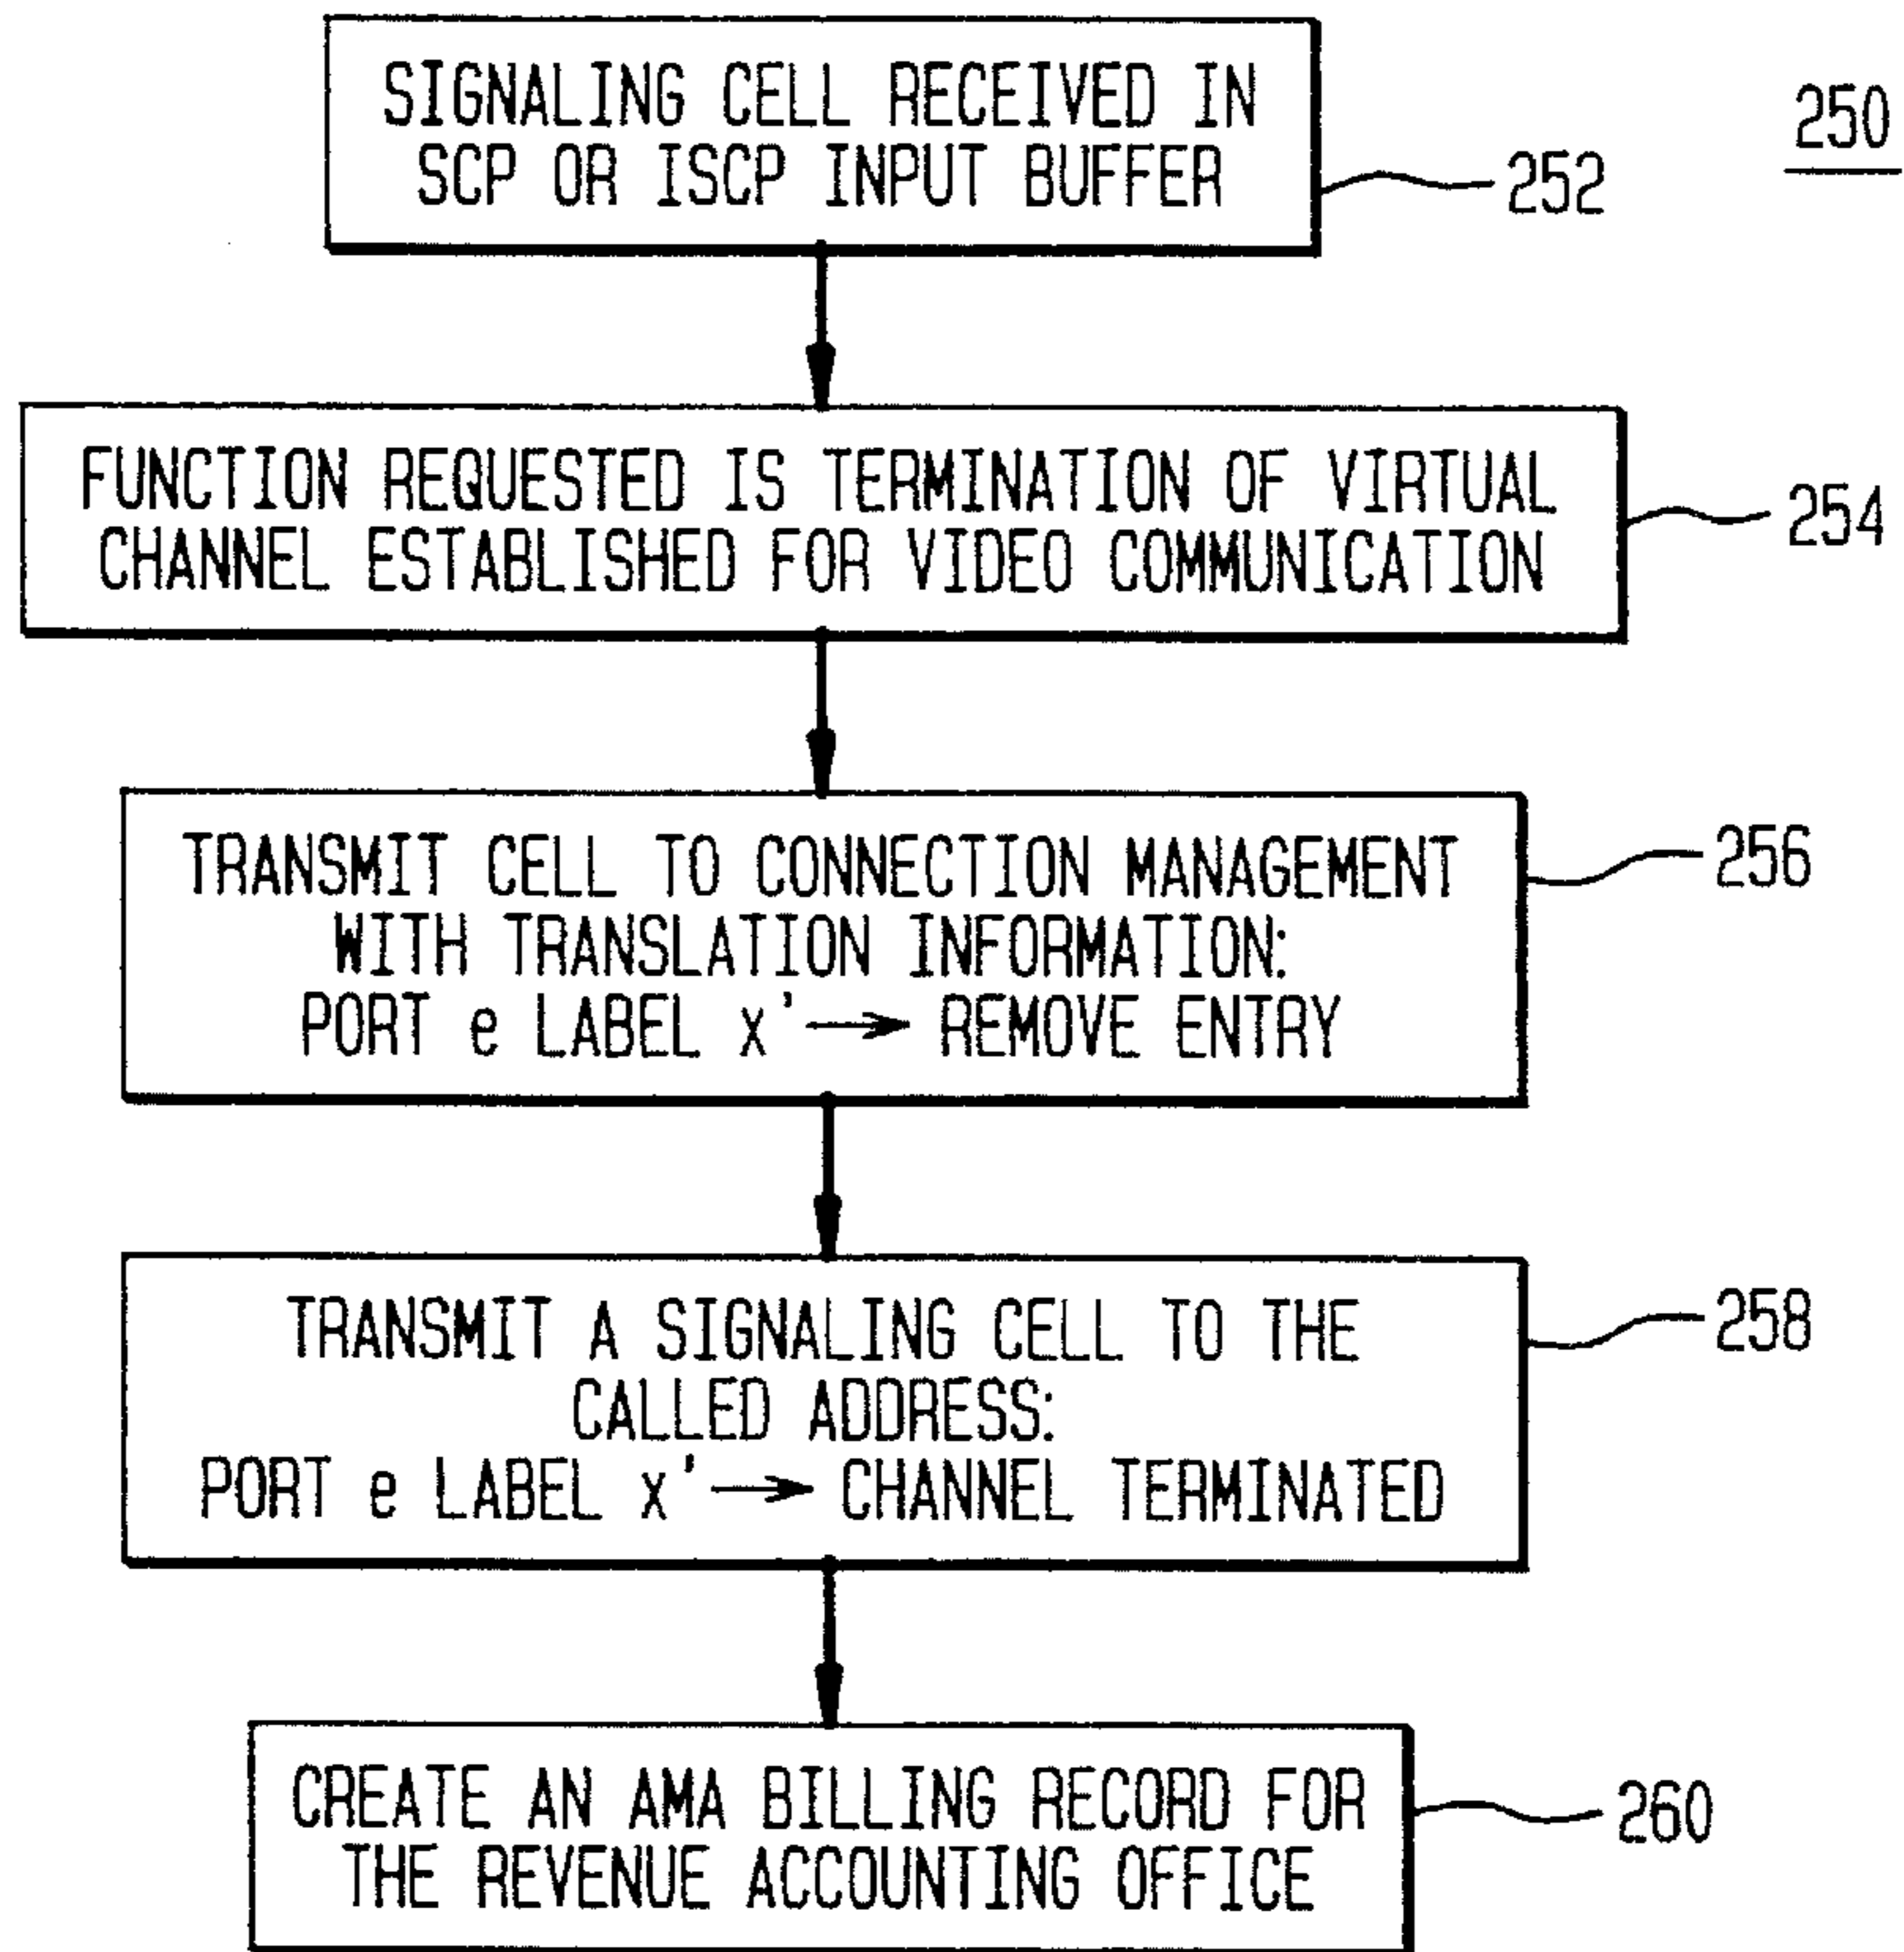 SIGNALING CELL RECEIVED IN
SCP OR ISCP INPUT BUFFER
250
252
FUNCTION REQUESTED IS TERMINATION OF VIRTUAL
CHANNEL ESTABLISHED FOR VIDEO COMMUNICATION
254
TRANSMIT CELL TO CONNECTION MANAGEMENT
WITH TRANSLATION INFORMATION:
PORT e LABEL x' → REMOVE ENTRY
256
TRANSMIT A SIGNALING CELL TO THE
CALLED ADDRESS:
PORT e LABEL x' → CHANNEL TERMINATED
258
CREATE AN AMA BILLING RECORD FOR
THE REVENUE ACCOUNTING OFFICE
260